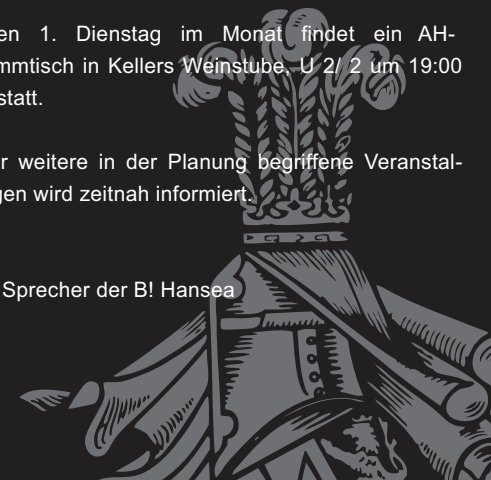 en 1. Dienstag im Monat findet ein AH-
mmtisch in Kellers Weinstube, U 2/ 2 um 19:00
statt.
r weitere in der Planung begriffene Veranstal-
gen wird zeitnah informiert.
Sprecher der B! Hansea